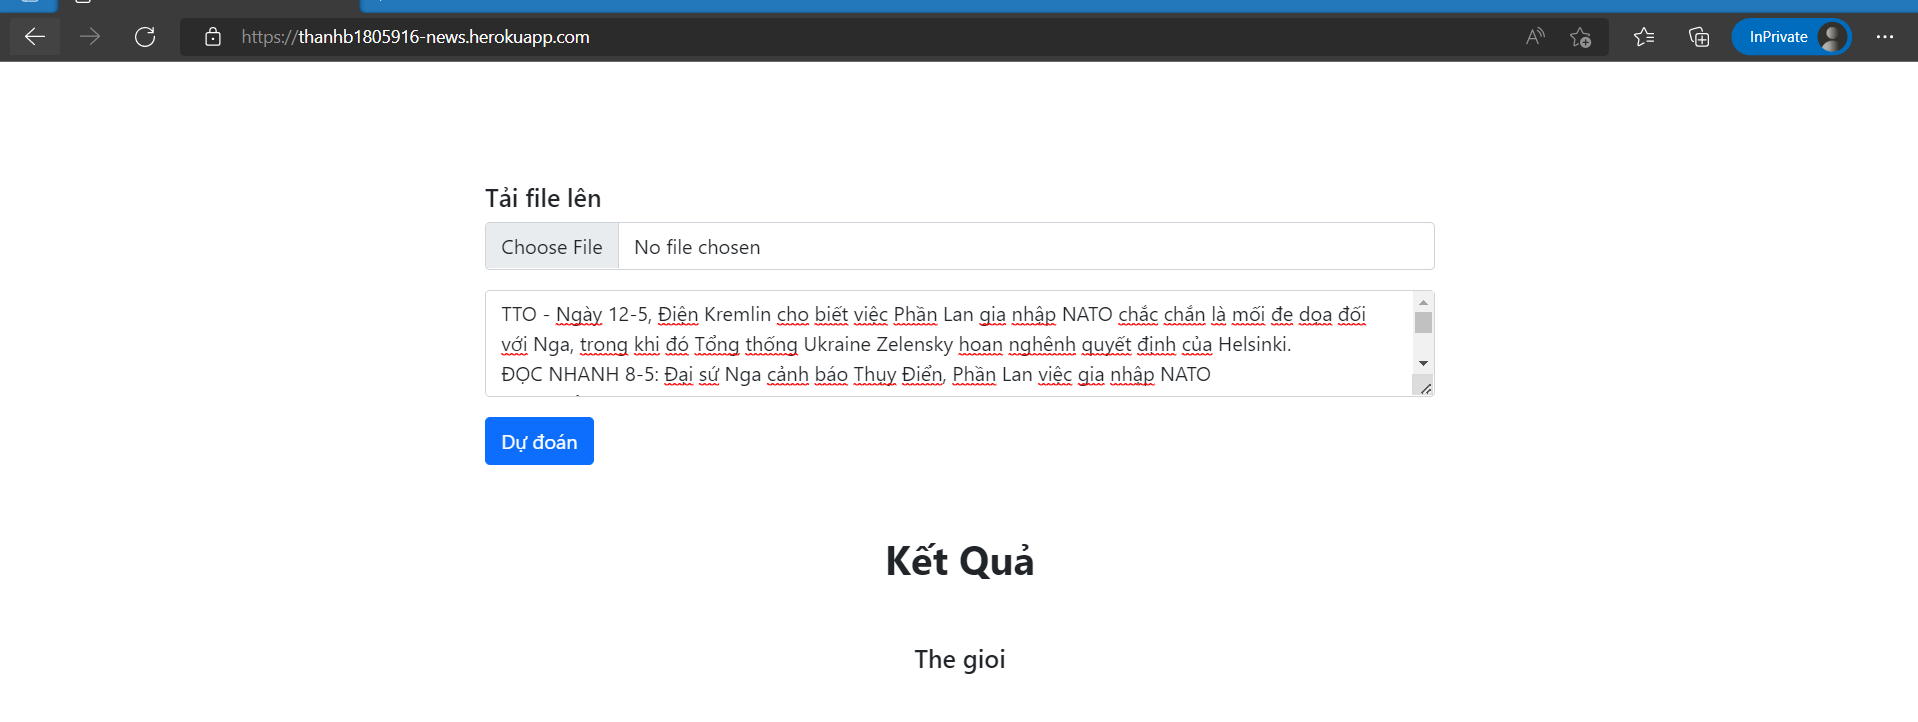 https://thanhb1805916-news.herokuapp.com
InPrivate
Tải file lên
Choose File No file chosen
TTO - Ngày 12-5, Điện Kremlin cho biết việc Phần Lan gia nhập NATO chắc chắn là mối đe dọa đối
với Nga, trong khi đó Tổng thống Ukraine Zelensky hoan nghênh quyết định của Helsinki.
ĐỌC NHANH 8-5: Đại sứ Nga cảnh báo Thụy Điển, Phần Lan việc gia nhập NATO
Dự đoán
Kết Quả
The gioi